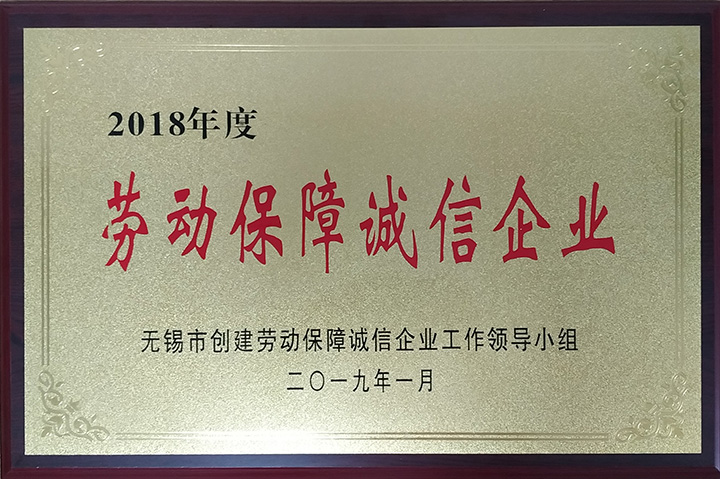 2018年度
劳动保障诚信企业
无锡市创建劳动保障诚信企业工作领导小组
二〇一九年一月